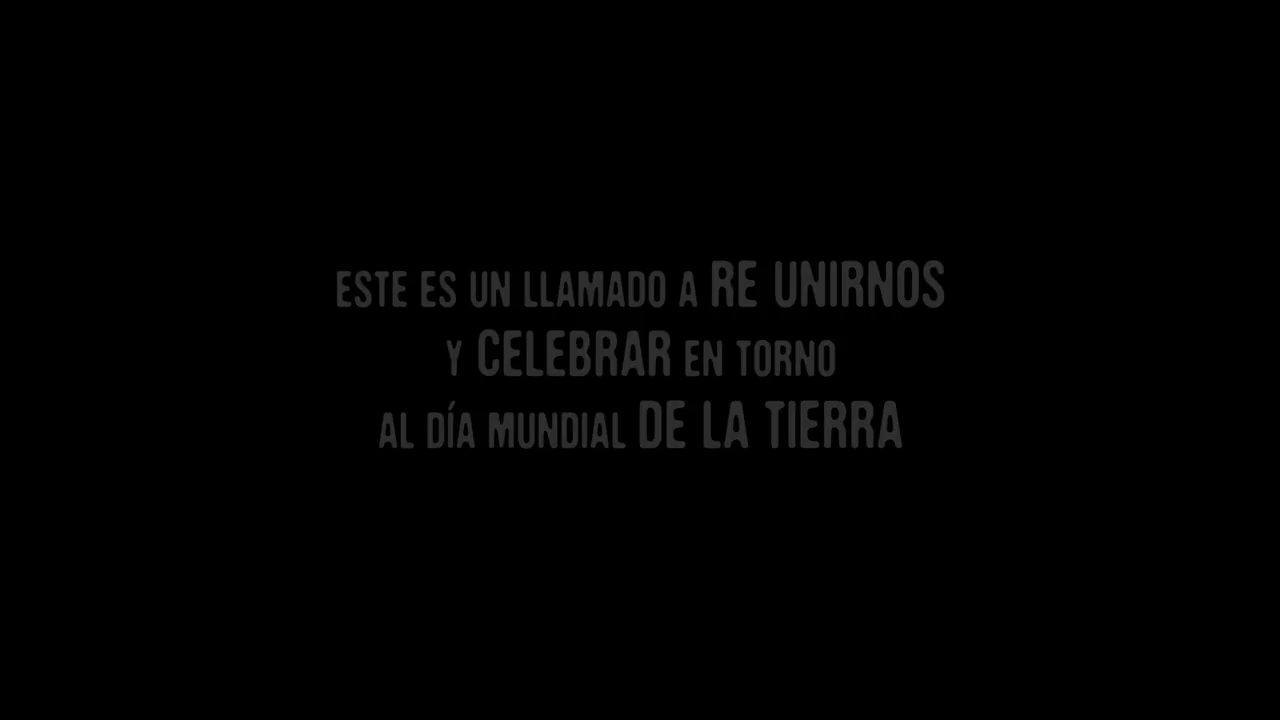 ESTE ES UN LLAMADO A RE UNIRNOS
Y CELEBRAR EN TORNO
AL DÍA MUNDIAL DE LA TIERRA